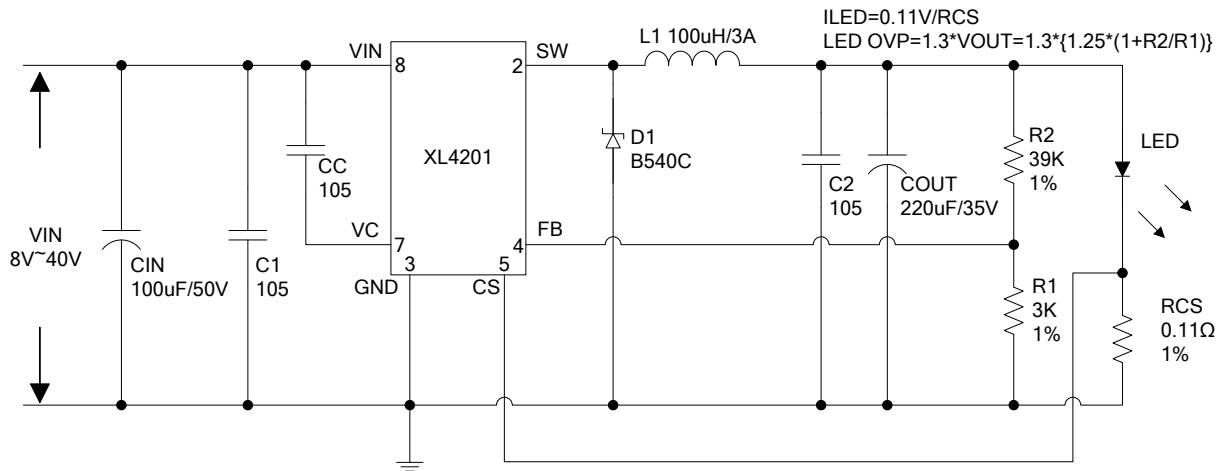 ILED=0.11V/RCS
LED OVP=1.3*VOUT=1.3*{1.25*(1+R2/R1)}
L1 100uH/3A
VIN
SW
8
2
XL4201
D1
B540C
R2
39K
1%
LED
CC
105
C2
105
COUT
220uF/35V
VC
FB
7
4
3
5
GND
CS
VIN
8V~40V
CIN
100uF/50V
C1
105
R1
3K
1%
RCS
0.11Ω
1%